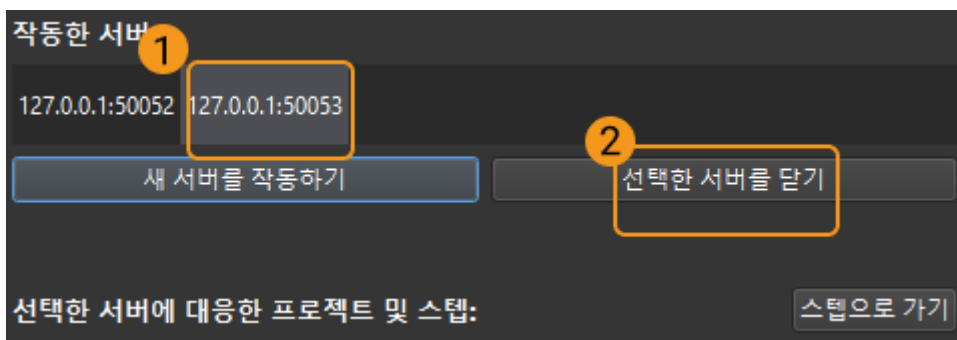 작동한 서버
1
127.0.0.1:50052 127.0.0.1:50053
2
새 서버를 작동하기 선택한 서버를 닫기
선택한 서버에 대응한 프로젝트 및 스텝: 스텝으로 가기